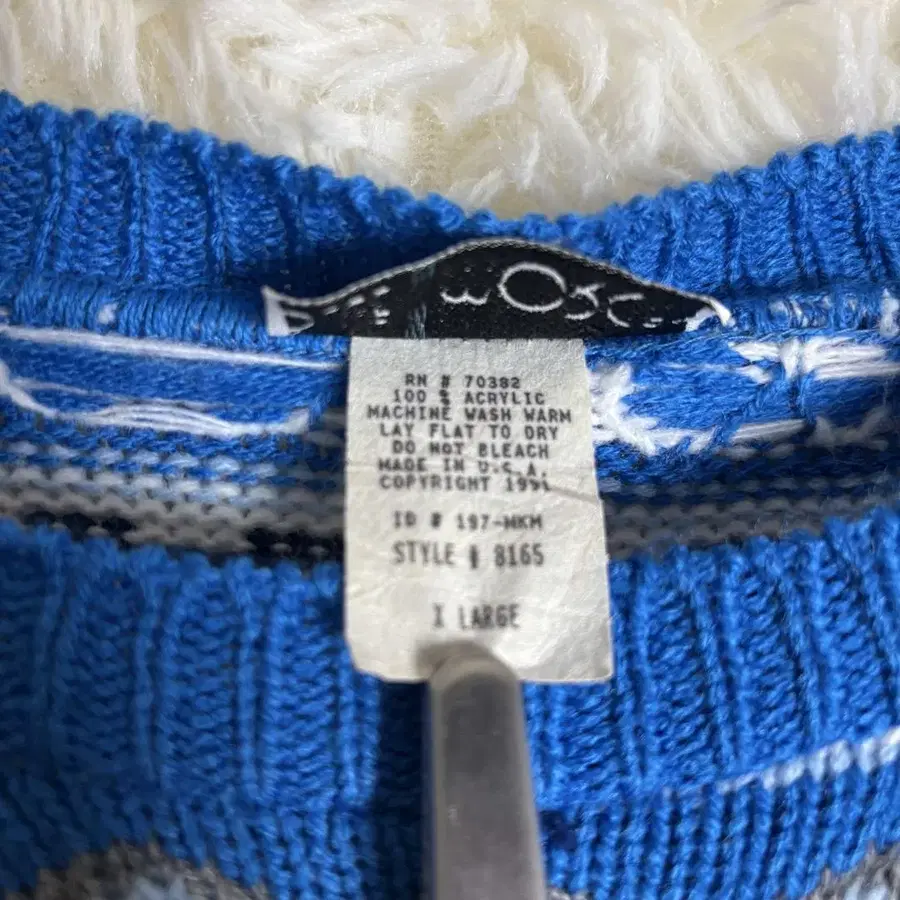 RN # 70382
100 % ACRYLIC
MACHINE WASH WARM
LAY FLAT TO DRY
DO NOT BLEACH
MADE IN U.S.A.
COPYRIGHT 1991
ID # 197-MKM
STYLE # 8165
X LARGE